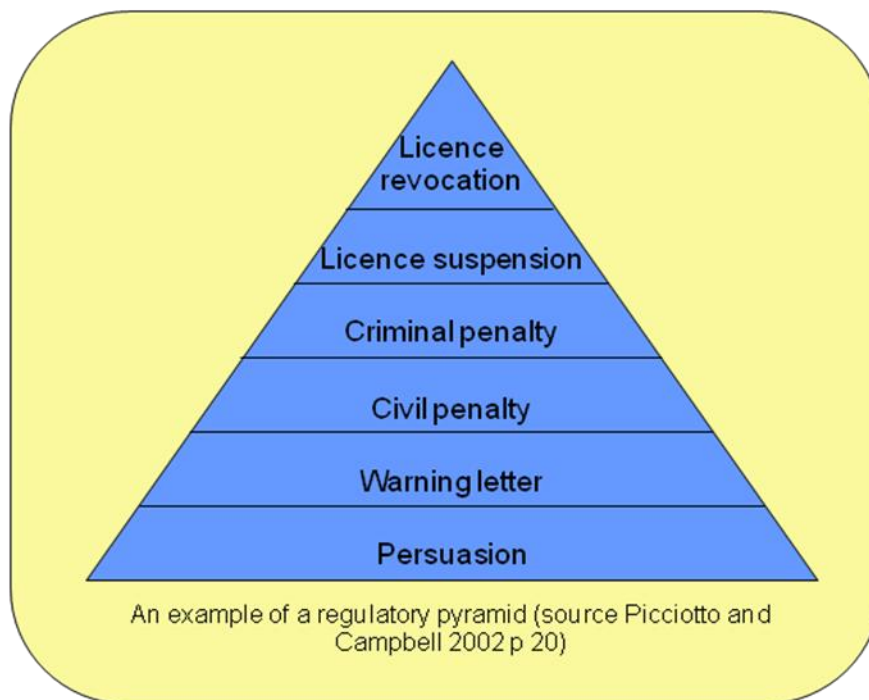 Licence
revocation
Licence suspension
Criminal penalty
Civil penalty
Warning letter
Persuasion
An example of a regulatory pyramid (source Picciotto and
Campbell 2002 p 20)